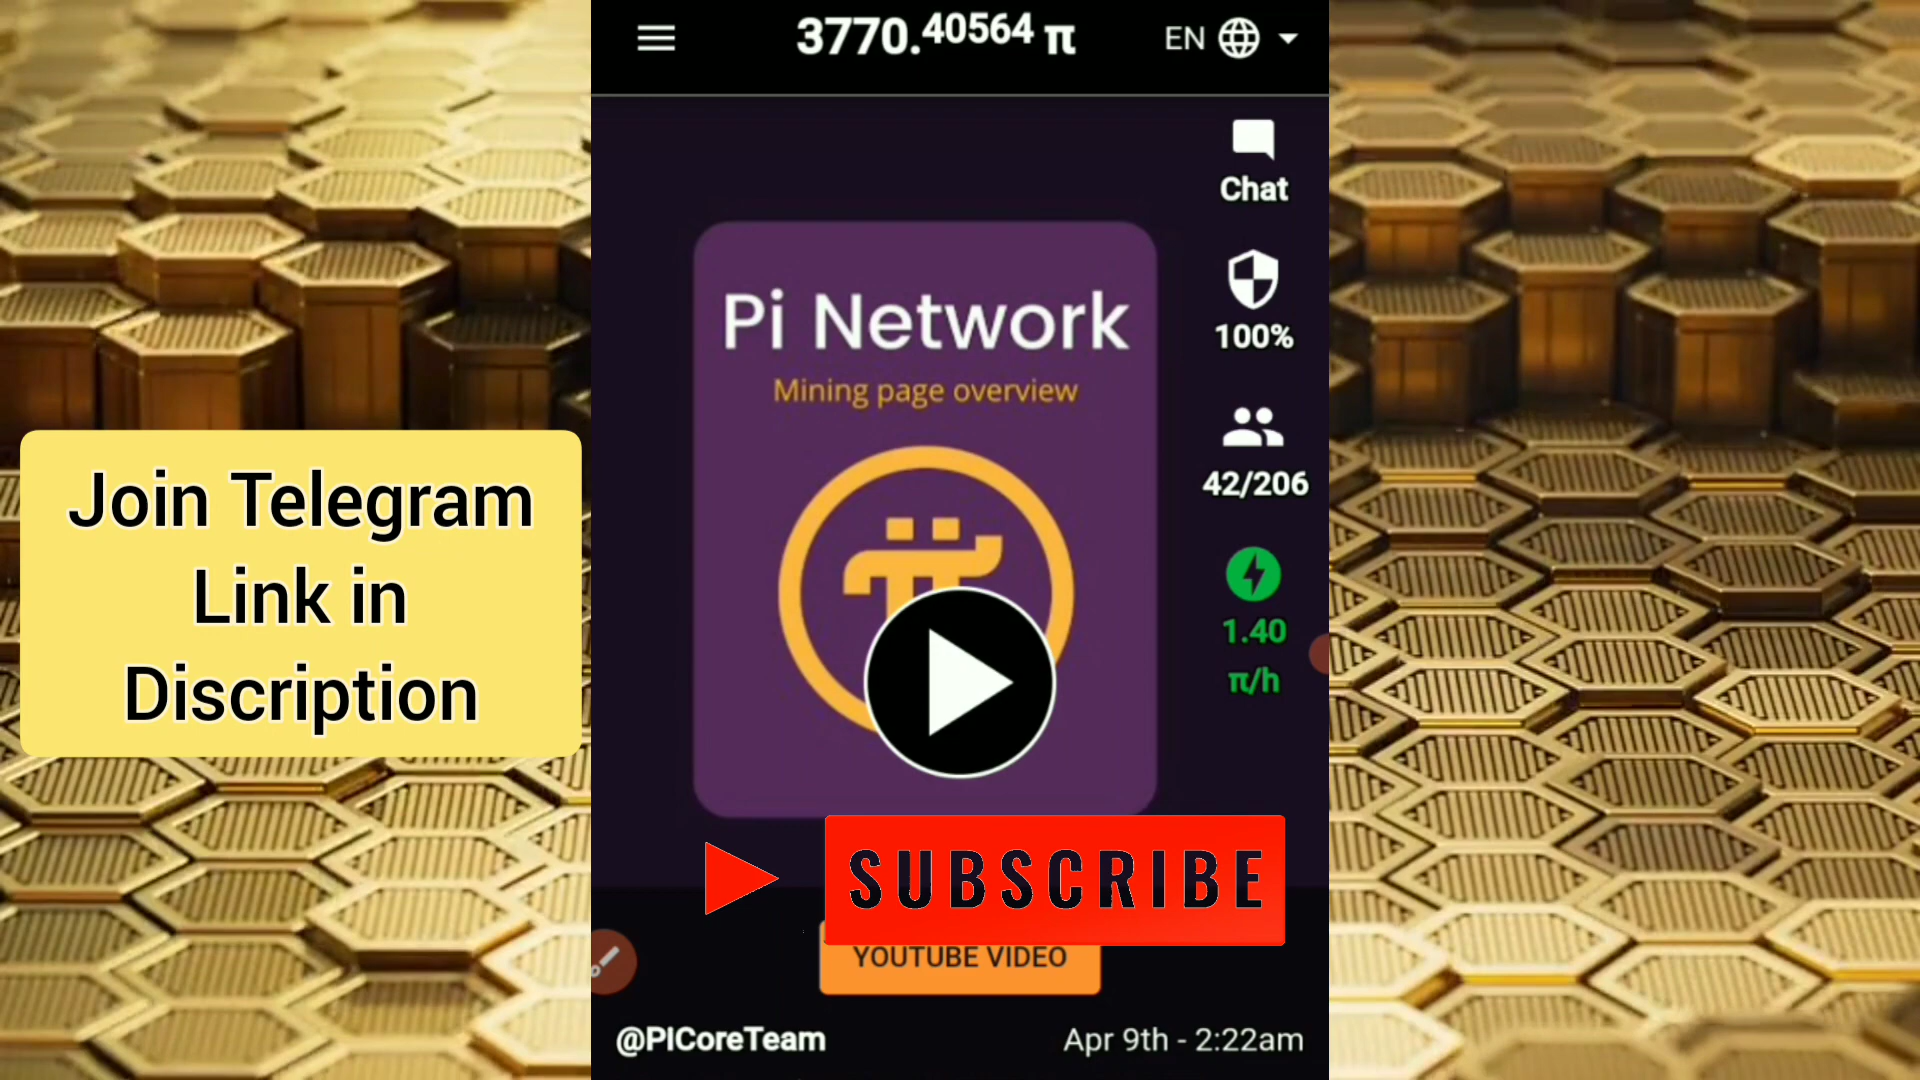 3770.40564 π
EN
Chat
Pi Network
Mining page overview
100%
42/206
1.40
π/h
Join Telegram
Link in
Discription
SUBSCRIBE
YOUTUBE VIDEO
@PICoreTeam
Apr 9th - 2:22am